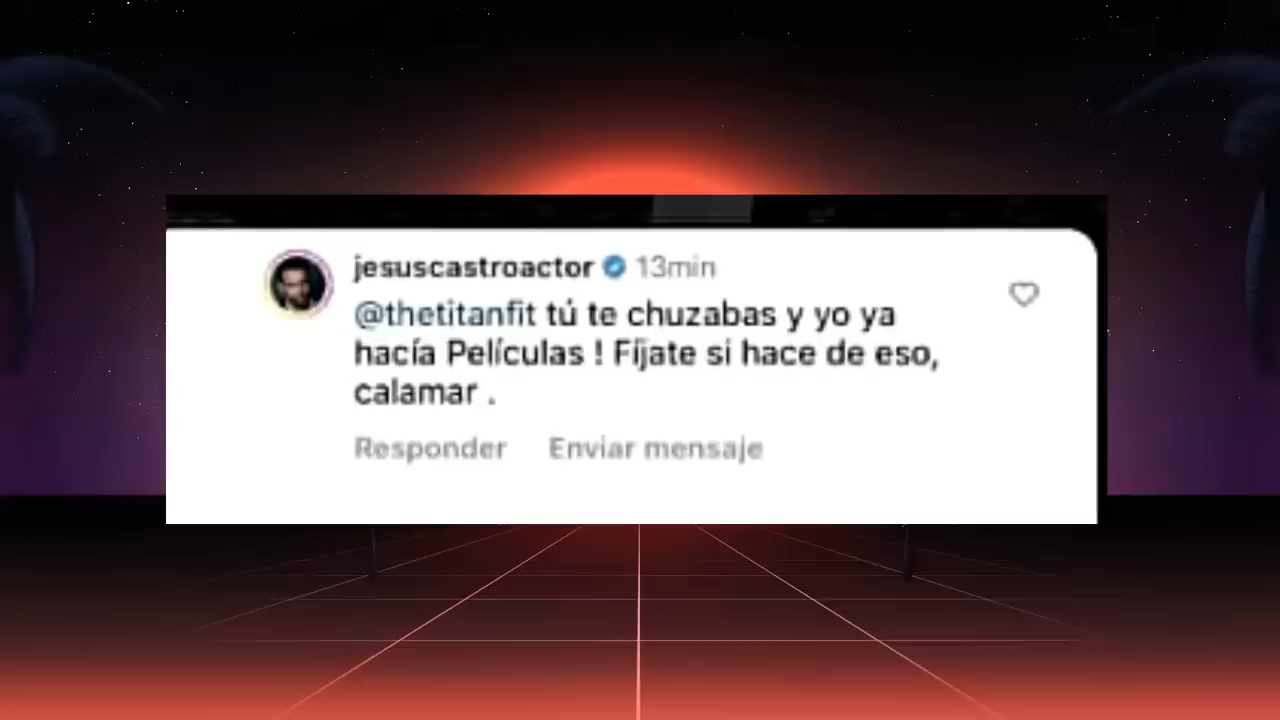 jesuscastroactor 13min
@thetitanfit tú te chuzabas y yo ya
hacía Películas ! Fíjate si hace de eso,
calamar .
Responder Enviar mensaje